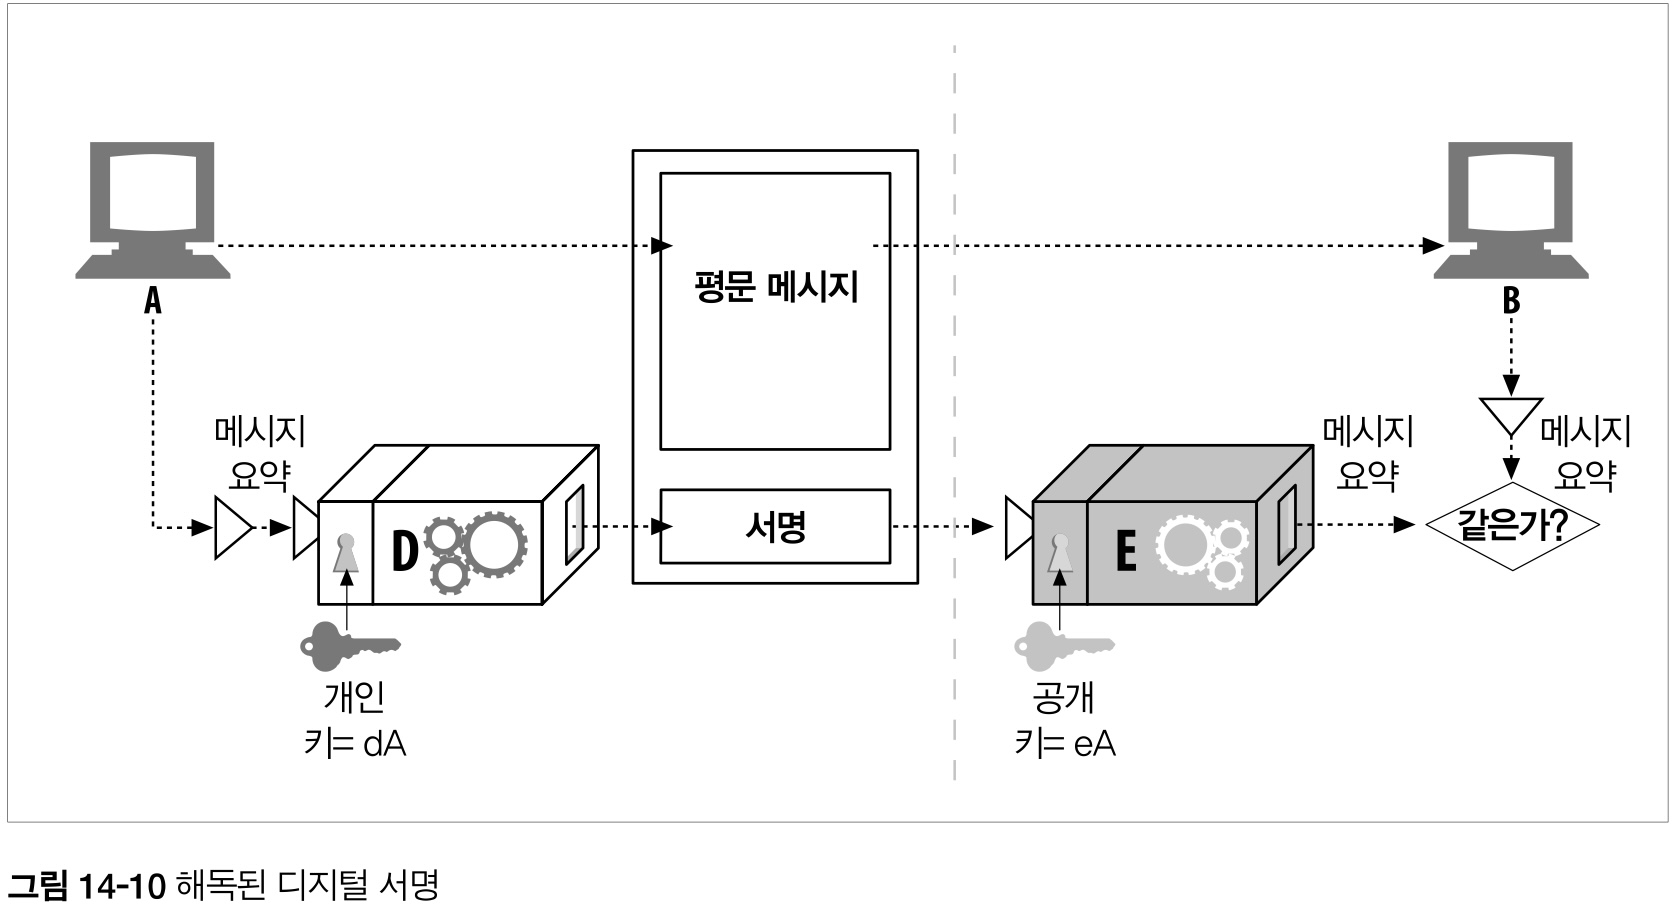 A
B
평문 메시지
메시지
요약
D
서명
E
메시지
요약
메시지
요약
같은가?
개인
키= dA
공개
키= eA
그림 14-10 해독된 디지털 서명